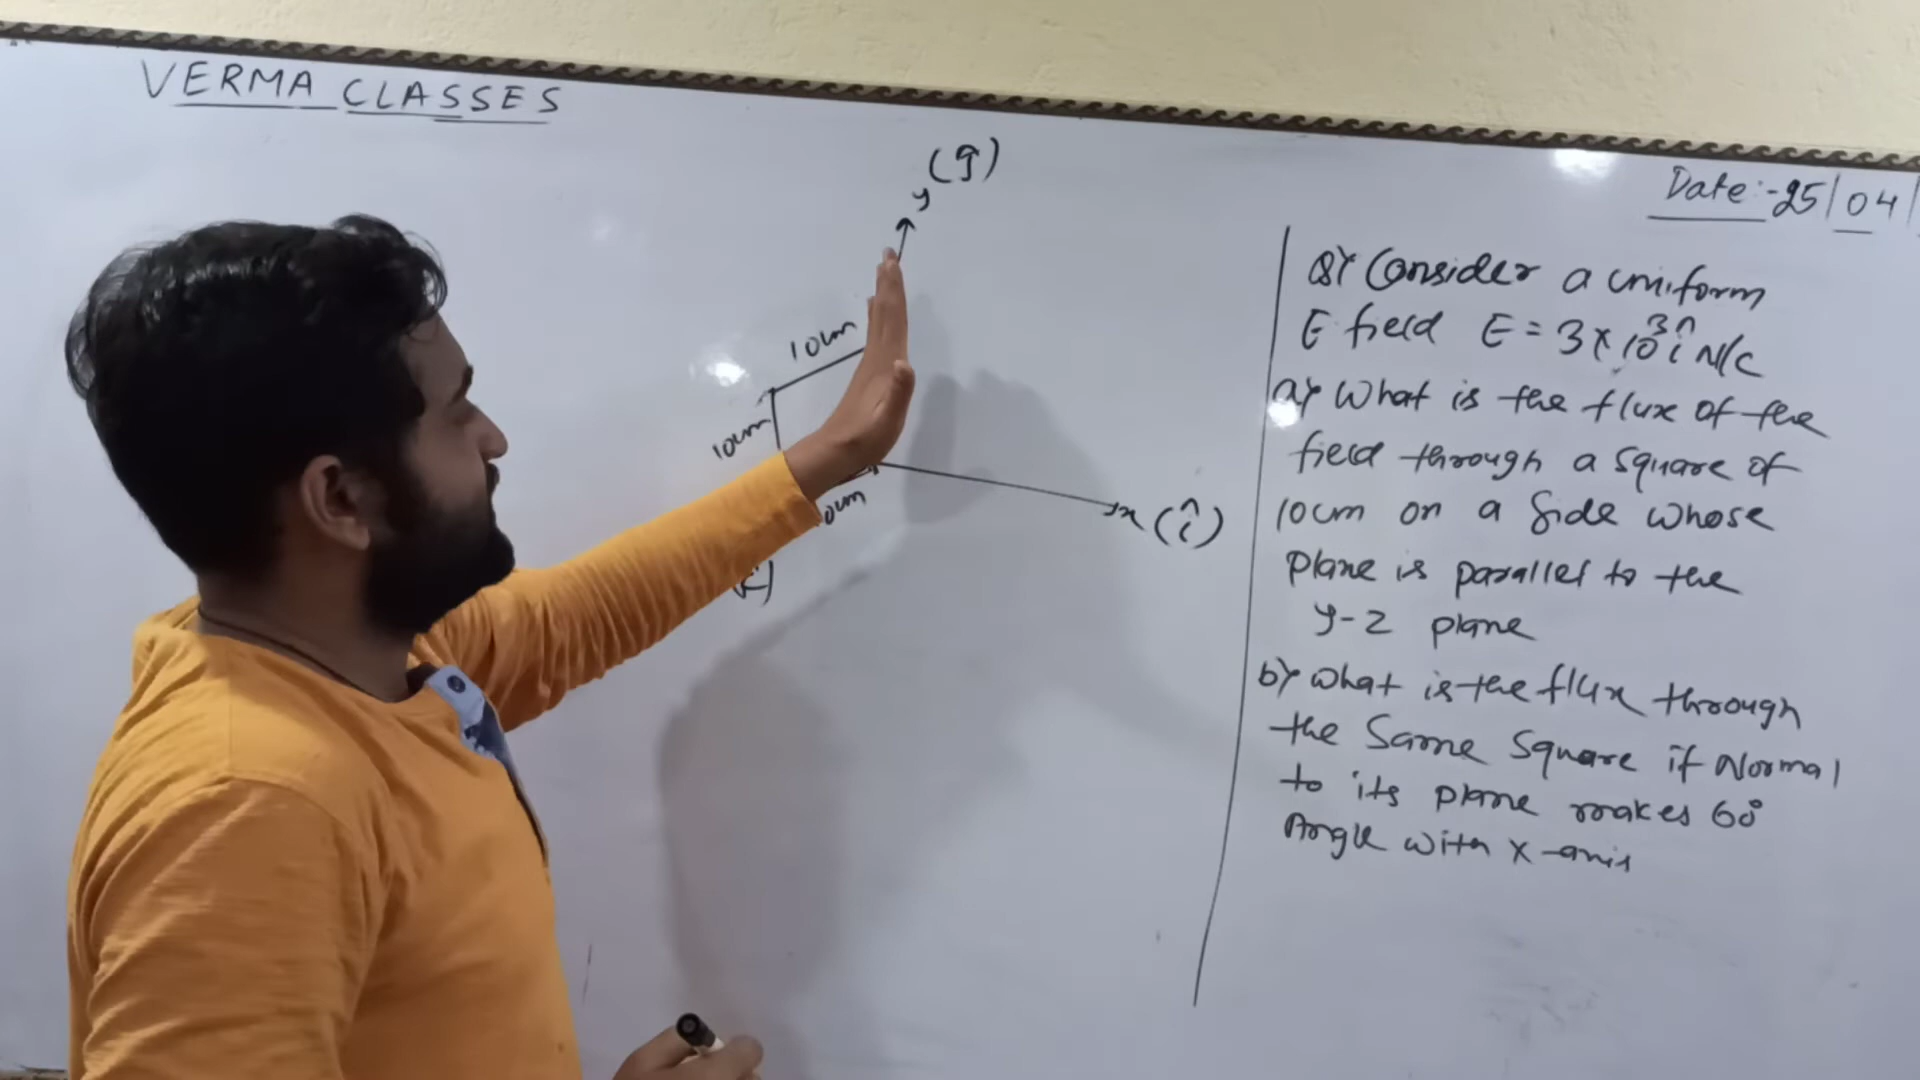 VERMA CLASSES
Date:-25/04/
y (ĵ)
10cm
10cm
0cm
x (î)
Q> Consider a uniform
E field E = 3×10³ î N/C
a> What is the flux of the
field through a square of
10cm on a side whose
plane is parallel to the
y-z plane
b> what is the flux through
the same square if Normal
to its plane makes 60°
Angle with x-axis